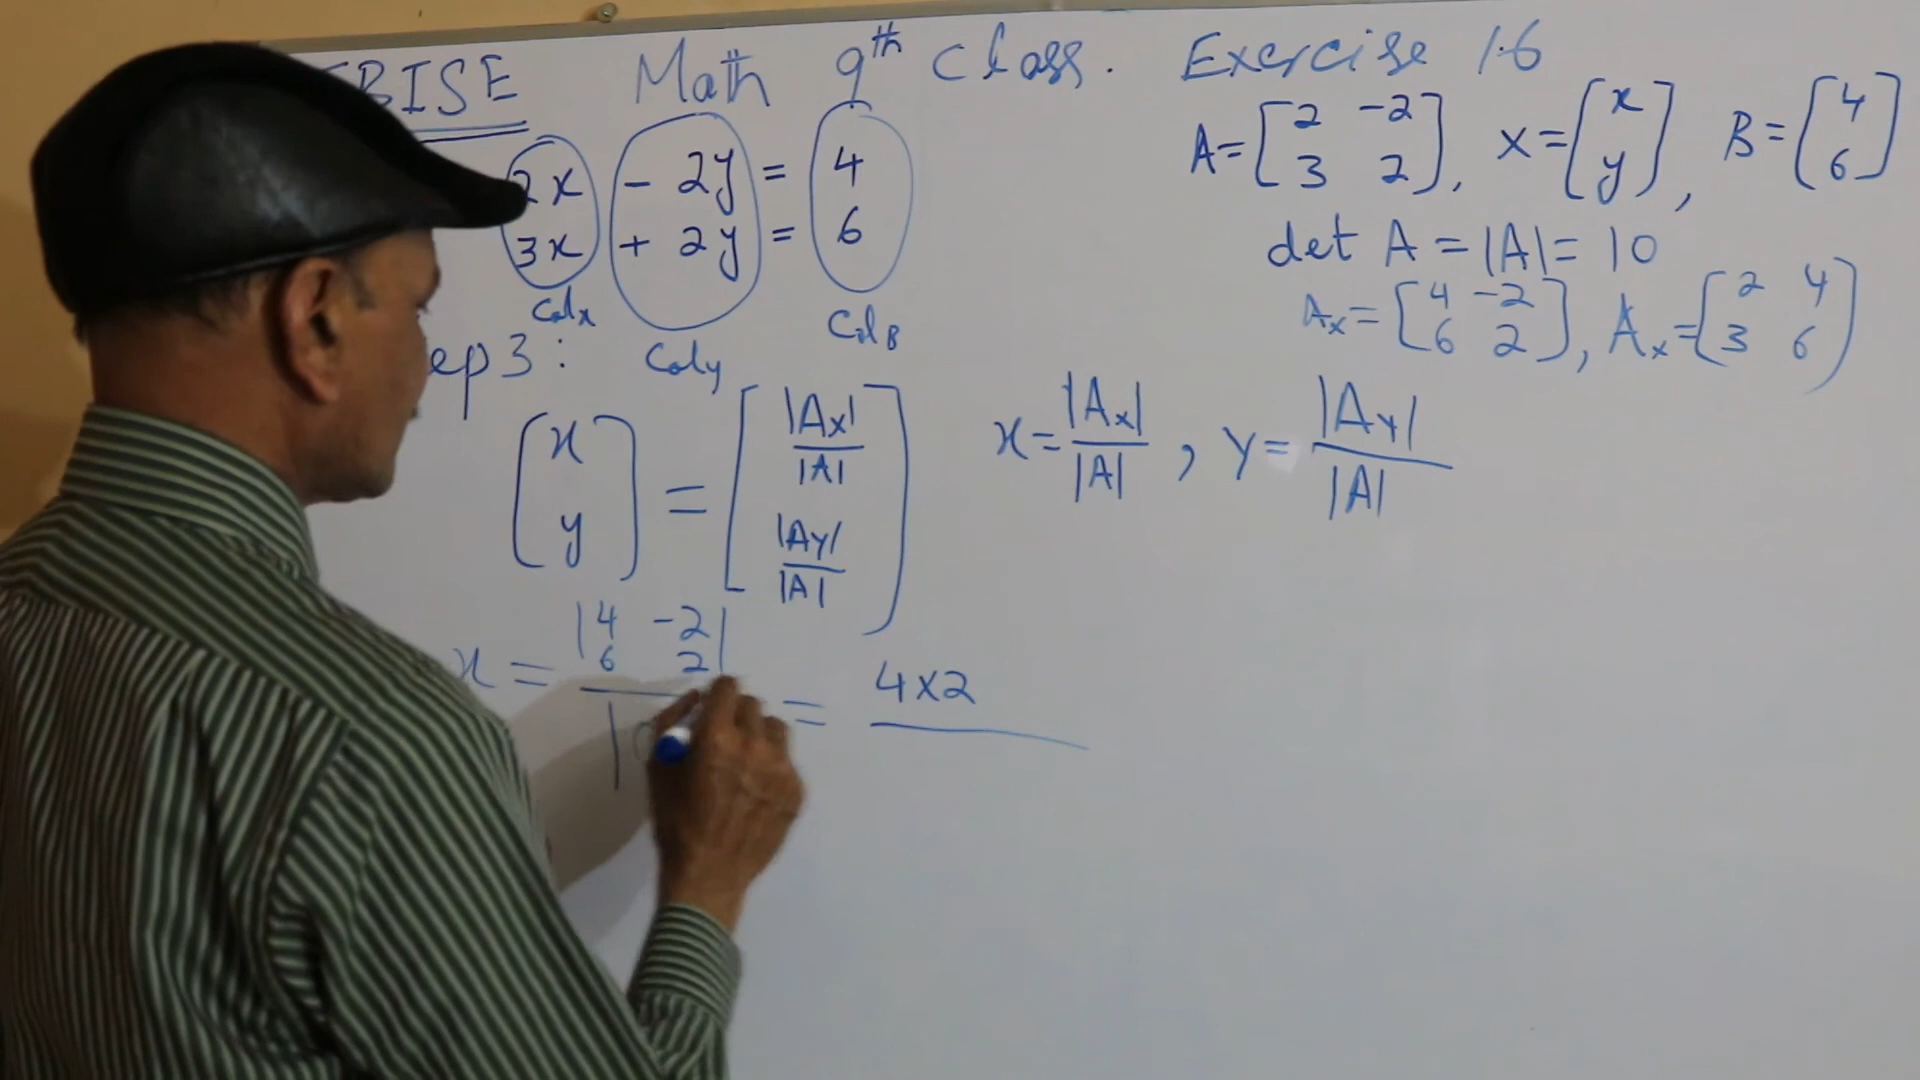 BISE Math 9th Class. Exercise 1.6
2x - 2y = 4
3x + 2y = 6
Colx Coly ColB
A = [2 -2
3 2], X = [x
y], B = [4
6]
det A = |A| = 10
Ax = [4 -2
6 2], Ax = [2 4
3 6]
ep 3:
[x
y] = [|Ax|/|A|
|Ay|/|A|]
x = |Ax|/|A| , y = |Ay|/|A|
x = |4 -2
6 2| / 10 = 4×2